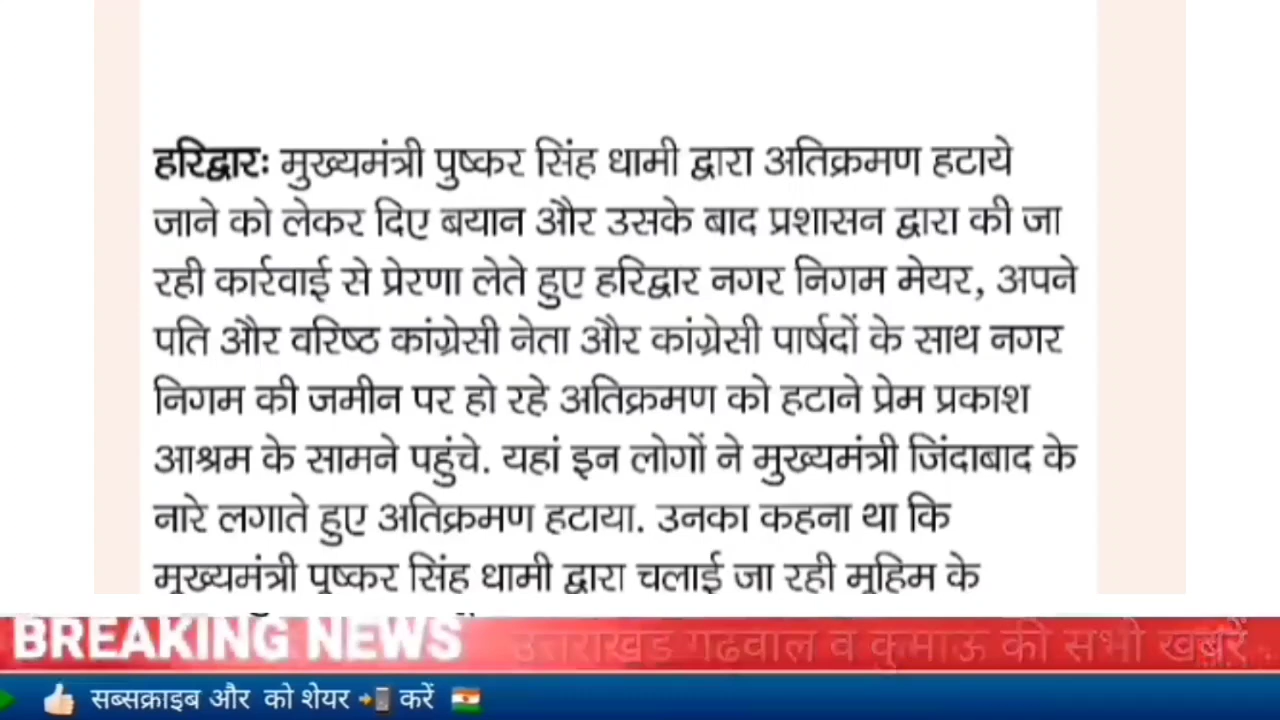 हरिद्वारः मुख्यमंत्री पुष्कर सिंह धामी द्वारा अतिक्रमण हटाये
जाने को लेकर दिए बयान और उसके बाद प्रशासन द्वारा की जा
रही कार्रवाई से प्रेरणा लेते हुए हरिद्वार नगर निगम मेयर, अपने
पति और वरिष्ठ कांग्रेसी नेता और कांग्रेसी पार्षदों के साथ नगर
निगम की जमीन पर हो रहे अतिक्रमण को हटाने प्रेम प्रकाश
आश्रम के सामने पहुंचे. यहां इन लोगों ने मुख्यमंत्री जिंदाबाद के
नारे लगाते हुए अतिक्रमण हटाया. उनका कहना था कि
मुख्यमंत्री पुष्कर सिंह धामी द्वारा चलाई जा रही मुहिम के
BREAKING NEWS उत्तराखंड गढवाल व कुमाऊ की सभी खबरें
सब्सक्राइब और को शेयर करें